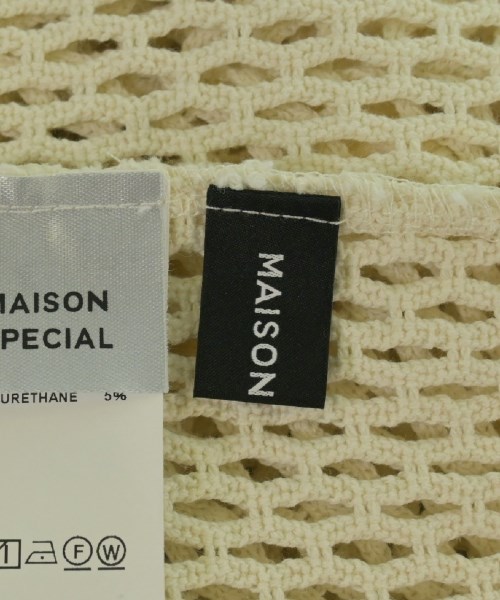 MAISON
PECIAL
URETHANE 5%
F W
MAISON